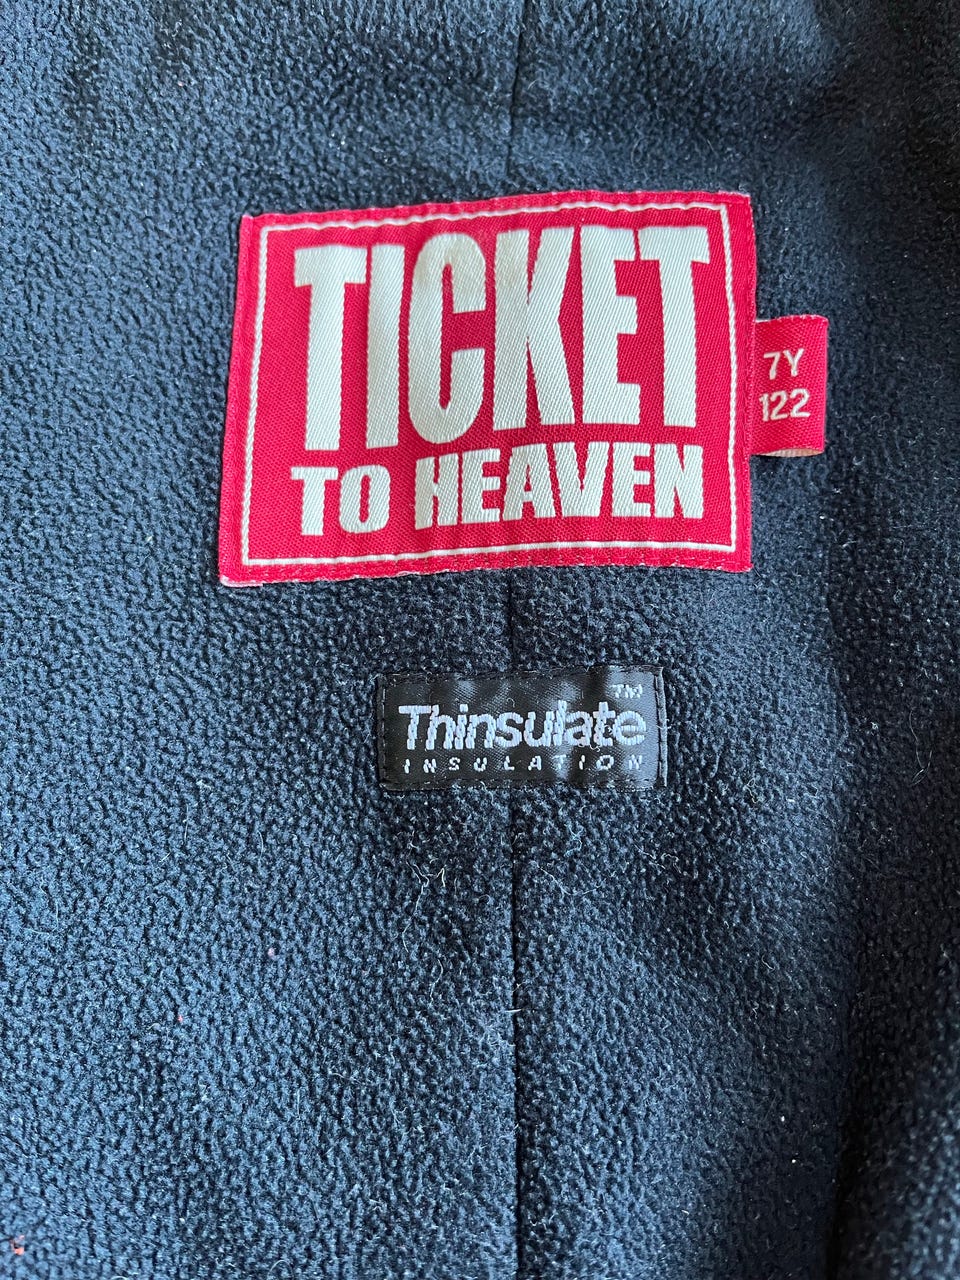 TICKET
TO HEAVEN
7Y
122
Thinsulate™
INSULATION